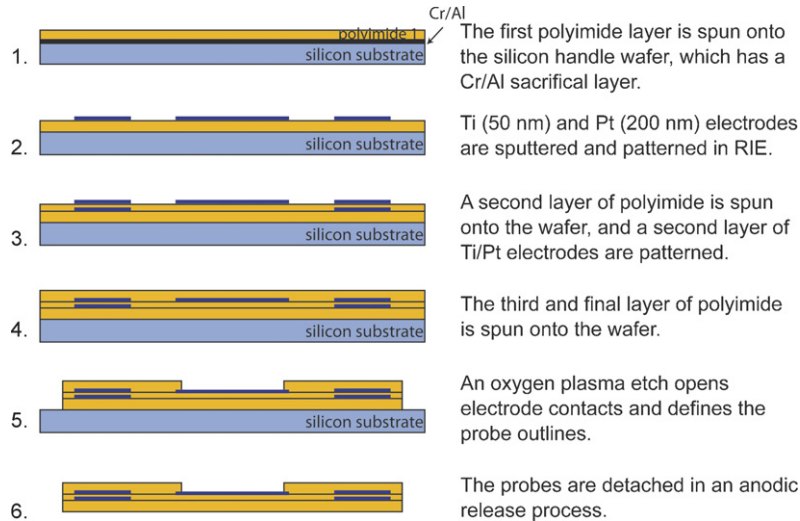 Cr/Al
polyimide 1
silicon substrate
1.
The first polyimide layer is spun onto
the silicon handle wafer, which has a
Cr/Al sacrifical layer.
silicon substrate
2.
Ti (50 nm) and Pt (200 nm) electrodes
are sputtered and patterned in RIE.
silicon substrate
3.
A second layer of polyimide is spun
onto the wafer, and a second layer of
Ti/Pt electrodes are patterned.
silicon substrate
4.
The third and final layer of polyimide
is spun onto the wafer.
silicon substrate
5.
An oxygen plasma etch opens
electrode contacts and defines the
probe outlines.
6.
The probes are detached in an anodic
release process.